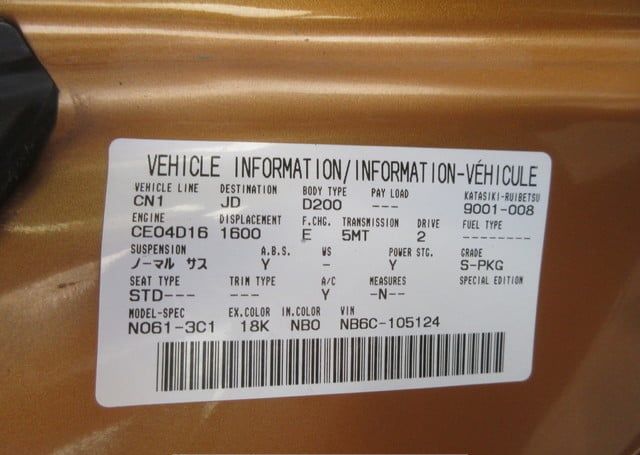 VEHICLE INFORMATION/INFORMATION-VÉHICULE
VEHICLE LINE DESTINATION BODY TYPE PAY LOAD KATASIKI-RUIBETSU
CN1 JD D200 --- 9001-008
ENGINE DISPLACEMENT F.CHG. TRANSMISSION DRIVE FUEL TYPE
CE04D16 1600 E 5MT 2 -------
SUSPENSION A.B.S. WS POWER STG. GRADE
ノーマル サス Y - Y S-PKG
SEAT TYPE TRIM TYPE A/C MEASURES SPECIAL EDITION
STD--- --- Y -N--
MODEL-SPEC EX.COLOR IN.COLOR VIN
NO61-3C1 18K NBO NB6C-105124